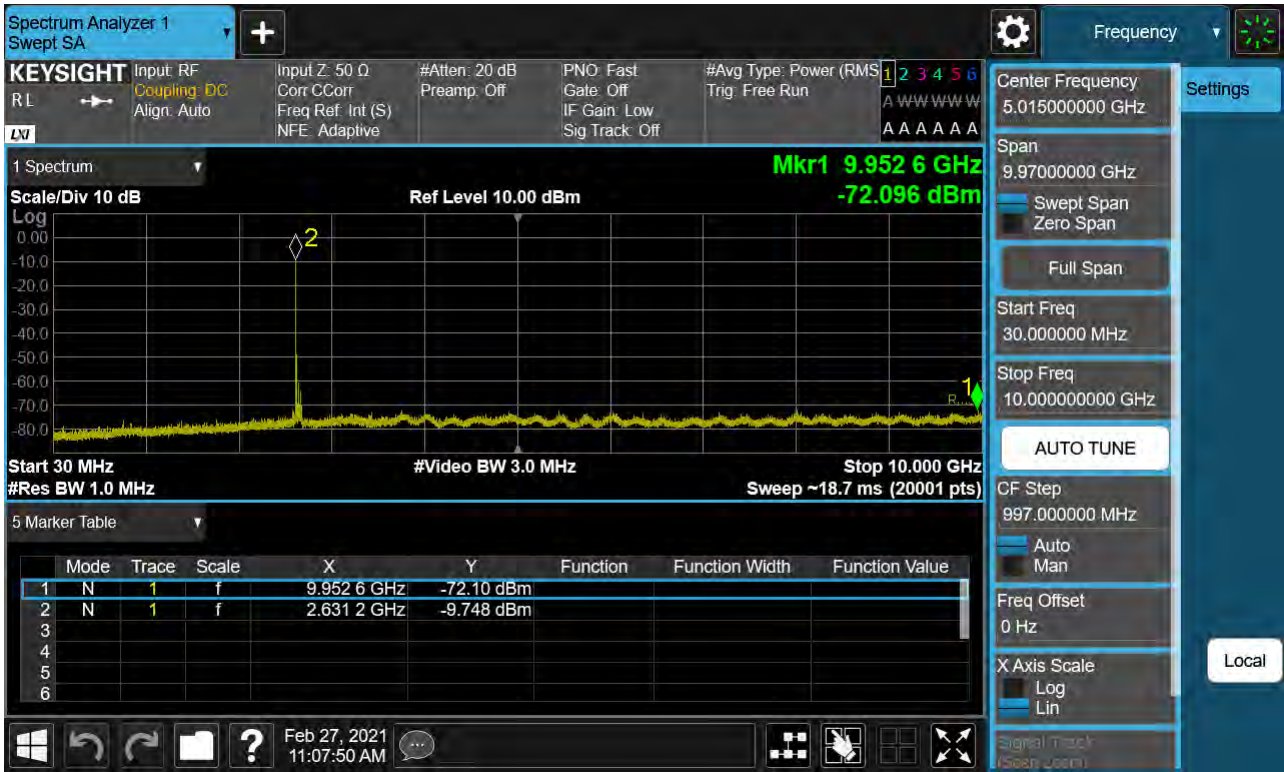 Spectrum Analyzer 1
Swept SA
Frequency
KEYSIGHT
Input: RF
Input Z: 50 Ω
#Atten: 20 dB
PNO: Fast
#Avg Type: Power (RMS
1 2 3 4 5 6
RL
Coupling: DC
Corr CCorr
Preamp: Off
Gate: Off
Trig: Free Run
Align: Auto
Freq Ref: Int (S)
IF Gain: Low
A W W W W W
LXI
NFE: Adaptive
Sig Track: Off
A A A A A A
1 Spectrum
Mkr1 9.952 6 GHz
Scale/Div 10 dB
Ref Level 10.00 dBm
-72.096 dBm
Log
0.00
-10.0
-20.0
-30.0
-40.0
-50.0
-60.0
-70.0
-80.0
2
1
R...
Start 30 MHz
#Video BW 3.0 MHz
Stop 10.000 GHz
#Res BW 1.0 MHz
Sweep ~18.7 ms (20001 pts)
5 Marker Table
Mode Trace Scale X Y Function Function Width Function Value
1 N 1 f 9.952 6 GHz -72.10 dBm
2 N 1 f 2.631 2 GHz -9.748 dBm
3
4
5
6
?
Feb 27, 2021
11:07:50 AM
Center Frequency
5.015000000 GHz
Span
9.97000000 GHz
Swept Span
Zero Span
Full Span
Start Freq
30.000000 MHz
Stop Freq
10.000000000 GHz
AUTO TUNE
CF Step
997.000000 MHz
Auto
Man
Freq Offset
0 Hz
X Axis Scale
Log
Lin
Signal Track
(Span Zoom)
Settings
Local